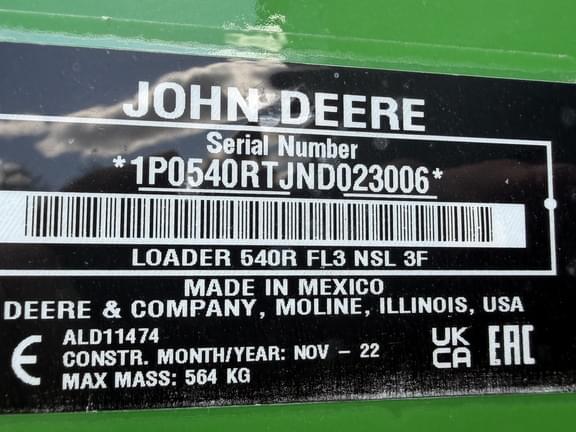 JOHN DEERE
Serial Number
*1P0540RTJND023006*
LOADER 540R FL3 NSL 3F
MADE IN MEXICO
DEERE & COMPANY, MOLINE, ILLINOIS, USA
ALD11474
CONSTR. MONTH/YEAR: NOV - 22
MAX MASS: 564 KG
CE
UK
CA
EAC